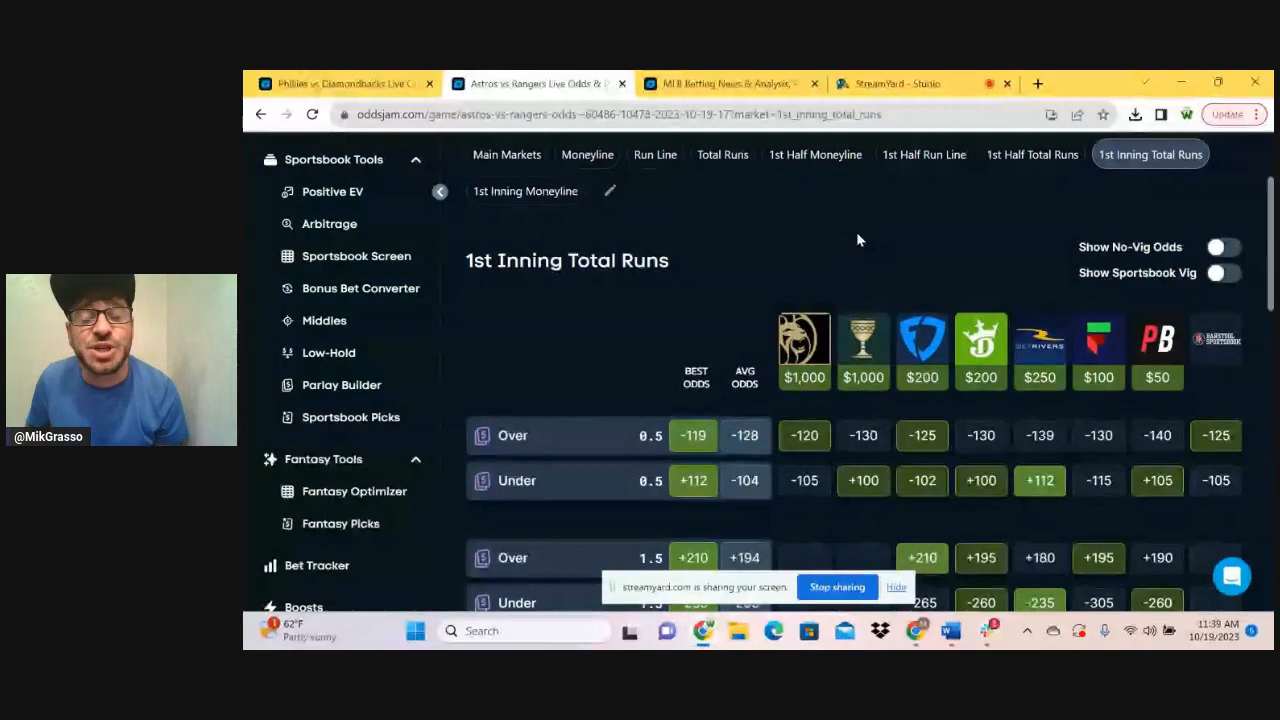 Phillies vs Diamondbacks Live O
Astros vs Rangers Live Odds &
MLB Betting News & Analysis,
StreamYard - Studio
oddsjam.com/game/astros-vs-rangers-odds--60486-10478-2023-10-19-17?market=1st_inning_total_runs
Update
Sportsbook Tools
Positive EV
Arbitrage
Sportsbook Screen
Bonus Bet Converter
Middles
Low-Hold
Parlay Builder
Sportsbook Picks
Fantasy Tools
Fantasy Optimizer
Fantasy Picks
Bet Tracker
Boosts
Main Markets Moneyline Run Line Total Runs 1st Half Moneyline 1st Half Run Line 1st Half Total Runs 1st Inning Total Runs
1st Inning Moneyline
1st Inning Total Runs
Show No-Vig Odds
Show Sportsbook Vig
BETRIVERS PB BARSTOOL SPORTSBOOK
BEST ODDS AVG ODDS $1,000 $1,000 $200 $200 $250 $100 $50
Over 0.5 -119 -128 -120 -130 -125 -130 -139 -130 -140 -125
Under 0.5 +112 -104 -105 +100 -102 +100 +112 -115 +105 -105
Over 1.5 +210 +194 +210 +195 +180 +195 +190
Under 265 -260 -235 -305 -260
streamyard.com is sharing your screen. Stop sharing Hide
@MikGrasso
1
62°F
Partly sunny
Search
11:39 AM
10/19/2023